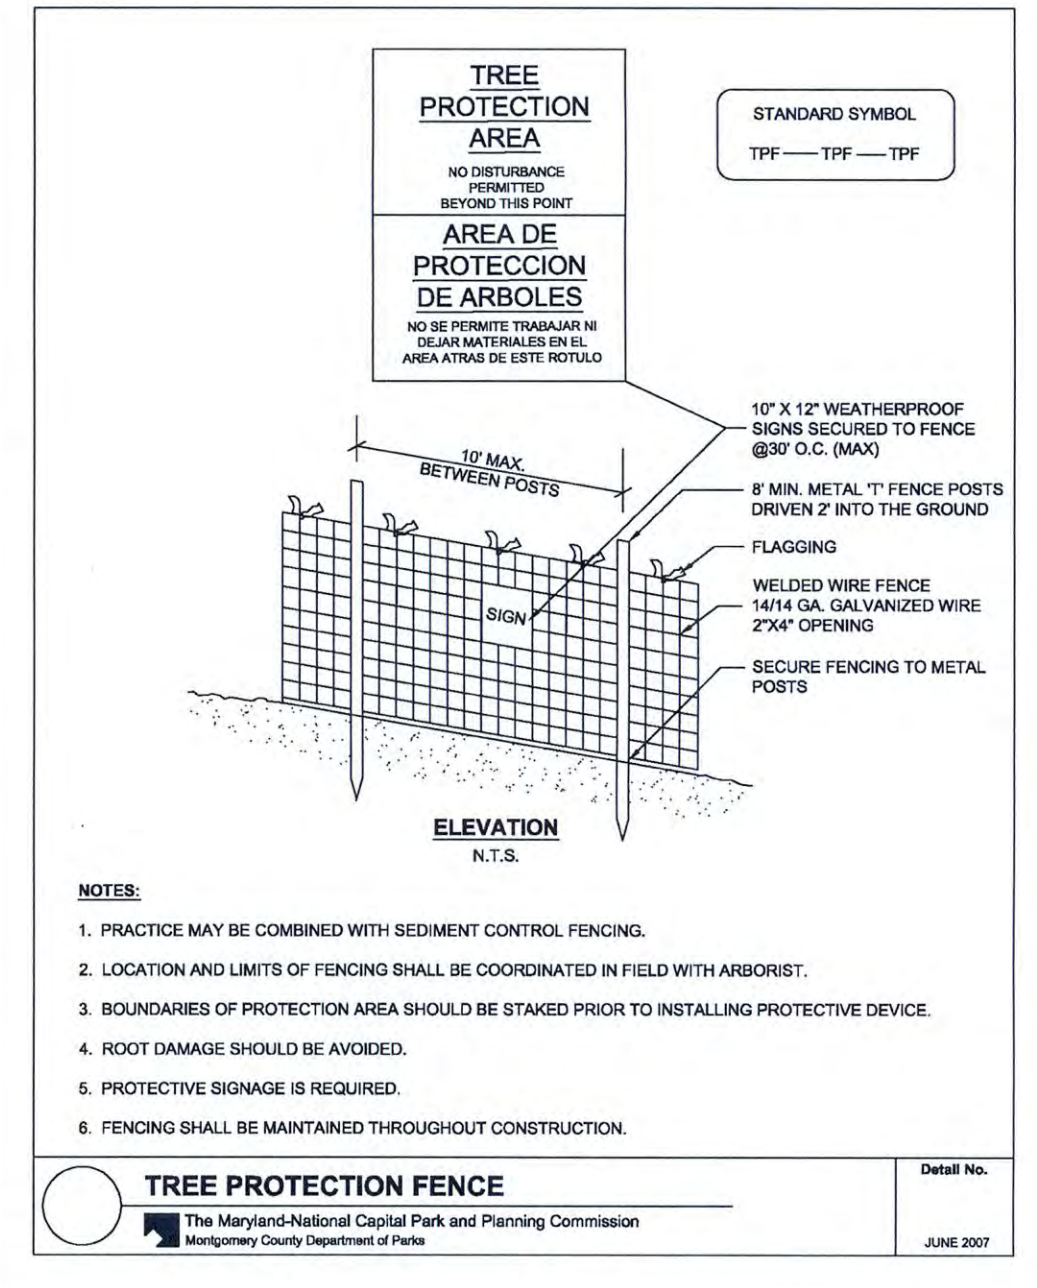 TREE
PROTECTION
AREA
NO DISTURBANCE
PERMITTED
BEYOND THIS POINT
AREA DE
PROTECCION
DE ARBOLES
NO SE PERMITE TRABAJAR NI
DEJAR MATERIALES EN EL
AREA ATRAS DE ESTE ROTULO
STANDARD SYMBOL
TPF — TPF — TPF
10" X 12" WEATHERPROOF
SIGNS SECURED TO FENCE
@30' O.C. (MAX)
10' MAX.
BETWEEN POSTS
8' MIN. METAL 'T' FENCE POSTS
DRIVEN 2' INTO THE GROUND
FLAGGING
WELDED WIRE FENCE
14/14 GA. GALVANIZED WIRE
2"X4" OPENING
SIGN
SECURE FENCING TO METAL
POSTS
ELEVATION
N.T.S.
NOTES:
1. PRACTICE MAY BE COMBINED WITH SEDIMENT CONTROL FENCING.
2. LOCATION AND LIMITS OF FENCING SHALL BE COORDINATED IN FIELD WITH ARBORIST.
3. BOUNDARIES OF PROTECTION AREA SHOULD BE STAKED PRIOR TO INSTALLING PROTECTIVE DEVICE.
4. ROOT DAMAGE SHOULD BE AVOIDED.
5. PROTECTIVE SIGNAGE IS REQUIRED.
6. FENCING SHALL BE MAINTAINED THROUGHOUT CONSTRUCTION.
TREE PROTECTION FENCE
The Maryland-National Capital Park and Planning Commission
Montgomery County Department of Parks
Detail No.
JUNE 2007